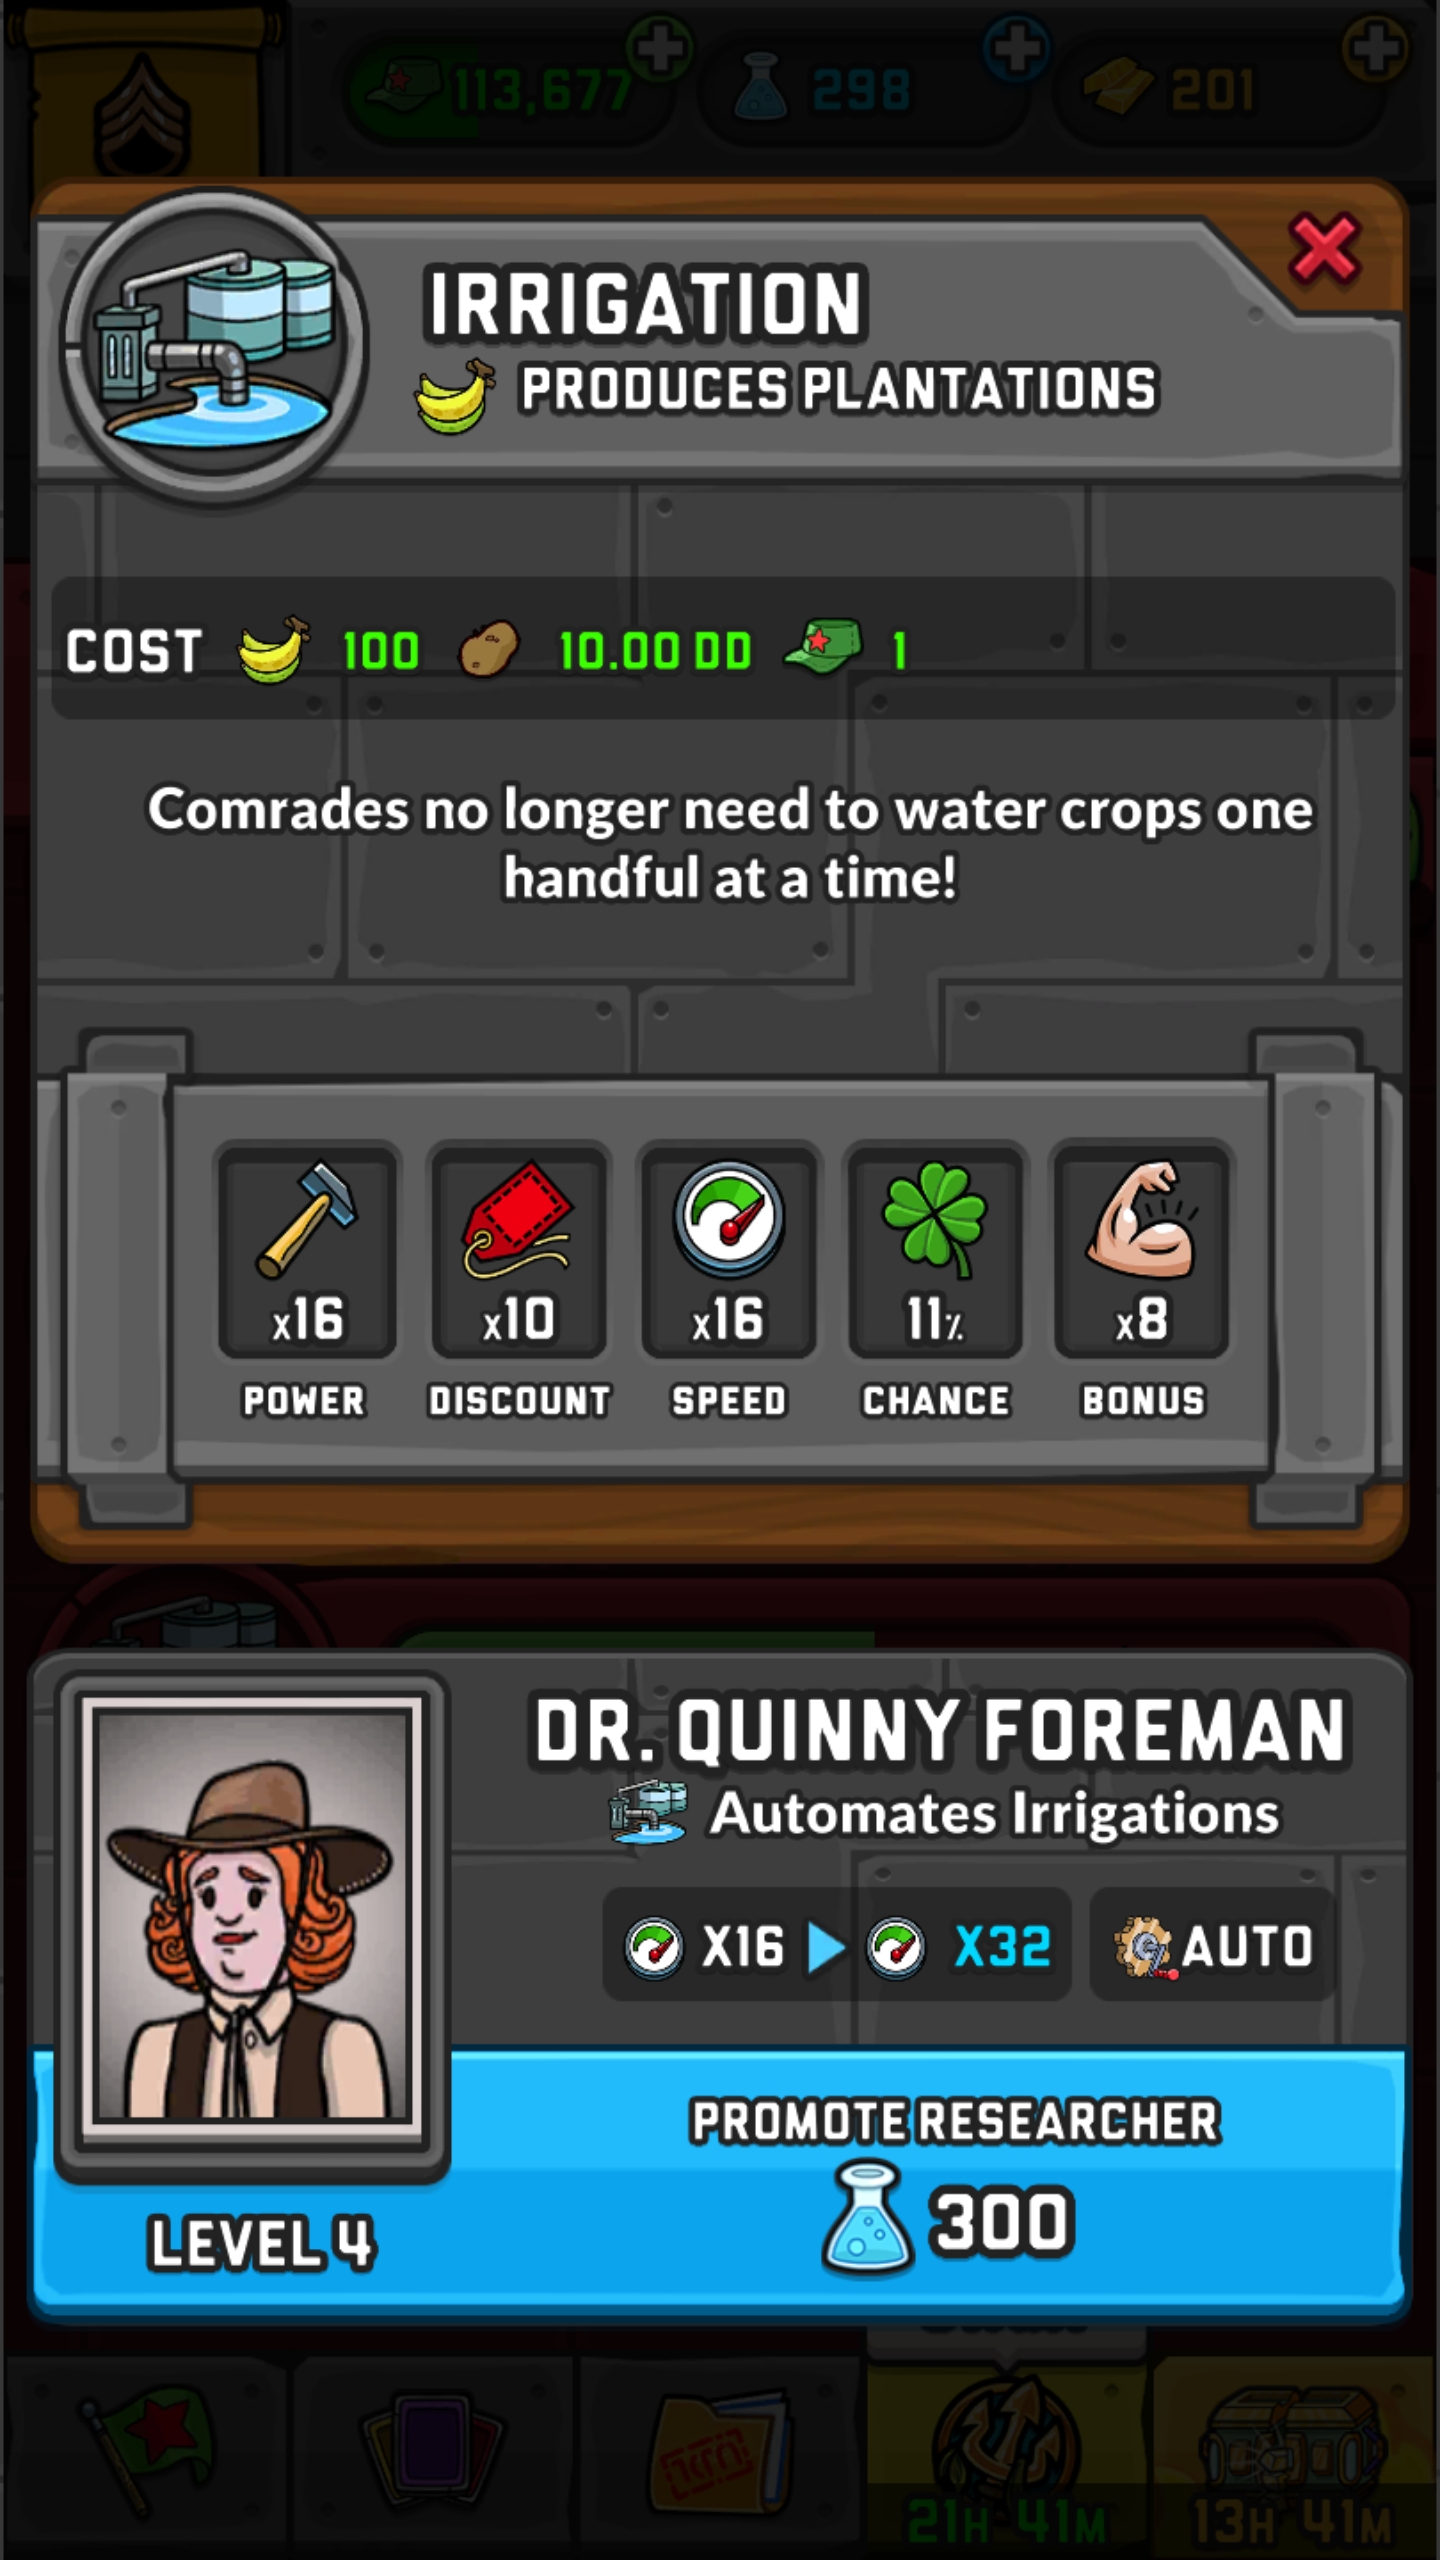 113,677 298 201
IRRIGATION
PRODUCES PLANTATIONS
COST 100 10.00 DD 1
Comrades no longer need to water crops one
handful at a time!
x16 x10 x16 11% x8
POWER DISCOUNT SPEED CHANCE BONUS
DR. QUINNY FOREMAN
Automates Irrigations
X16 X32 AUTO
PROMOTE RESEARCHER
300
LEVEL 4
21H 41M 13H 41M